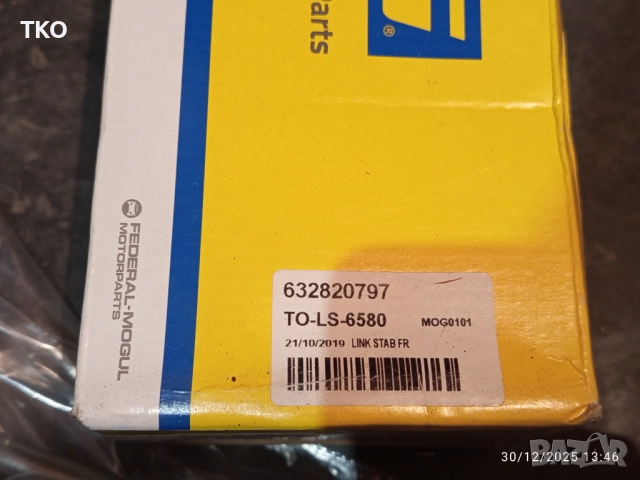 TKO
Parts
®
FEDERAL-MOGUL
MOTORPARTS
632820797
TO-LS-6580 MOG0101
21/10/2019 LINK STAB FR
BAZAR
30/12/2025 13:46